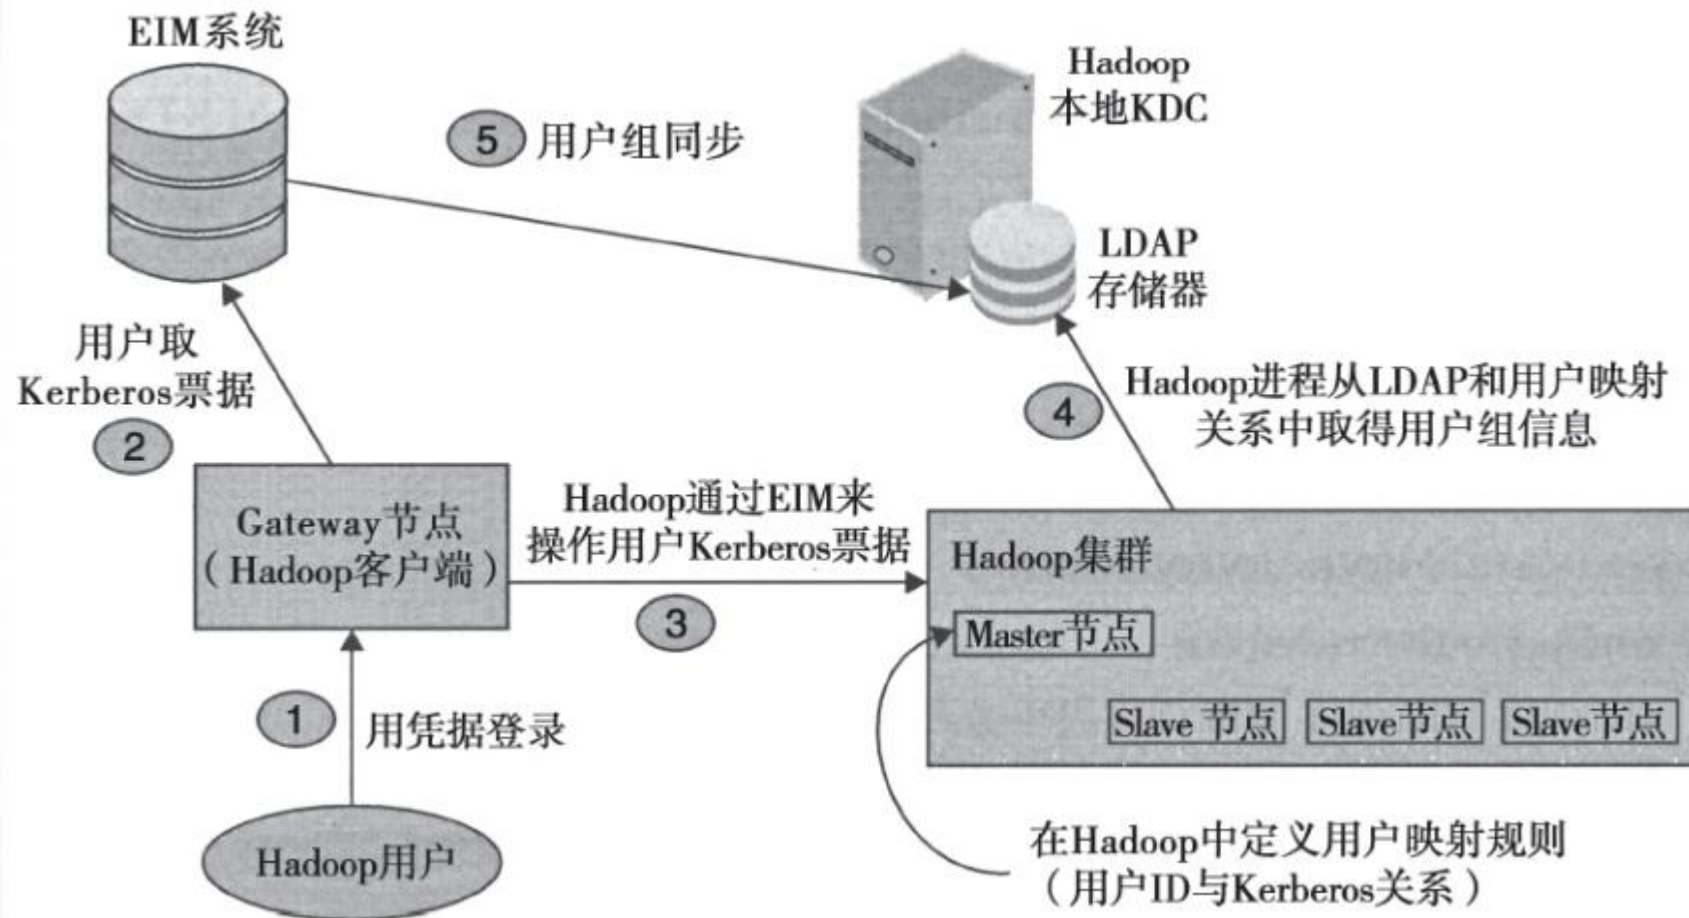 EIM系统
Hadoop
本地KDC
5 用户组同步
LDAP
存储器
用户取
Kerberos票据
2
4
Hadoop进程从LDAP和用户映射
关系中取得用户组信息
Gateway节点
（Hadoop客户端）
Hadoop通过EIM来
操作用户Kerberos票据
3
Hadoop集群
Master节点
Slave 节点
Slave节点
Slave节点
1
用凭据登录
Hadoop用户
在Hadoop中定义用户映射规则
（用户ID与Kerberos关系）